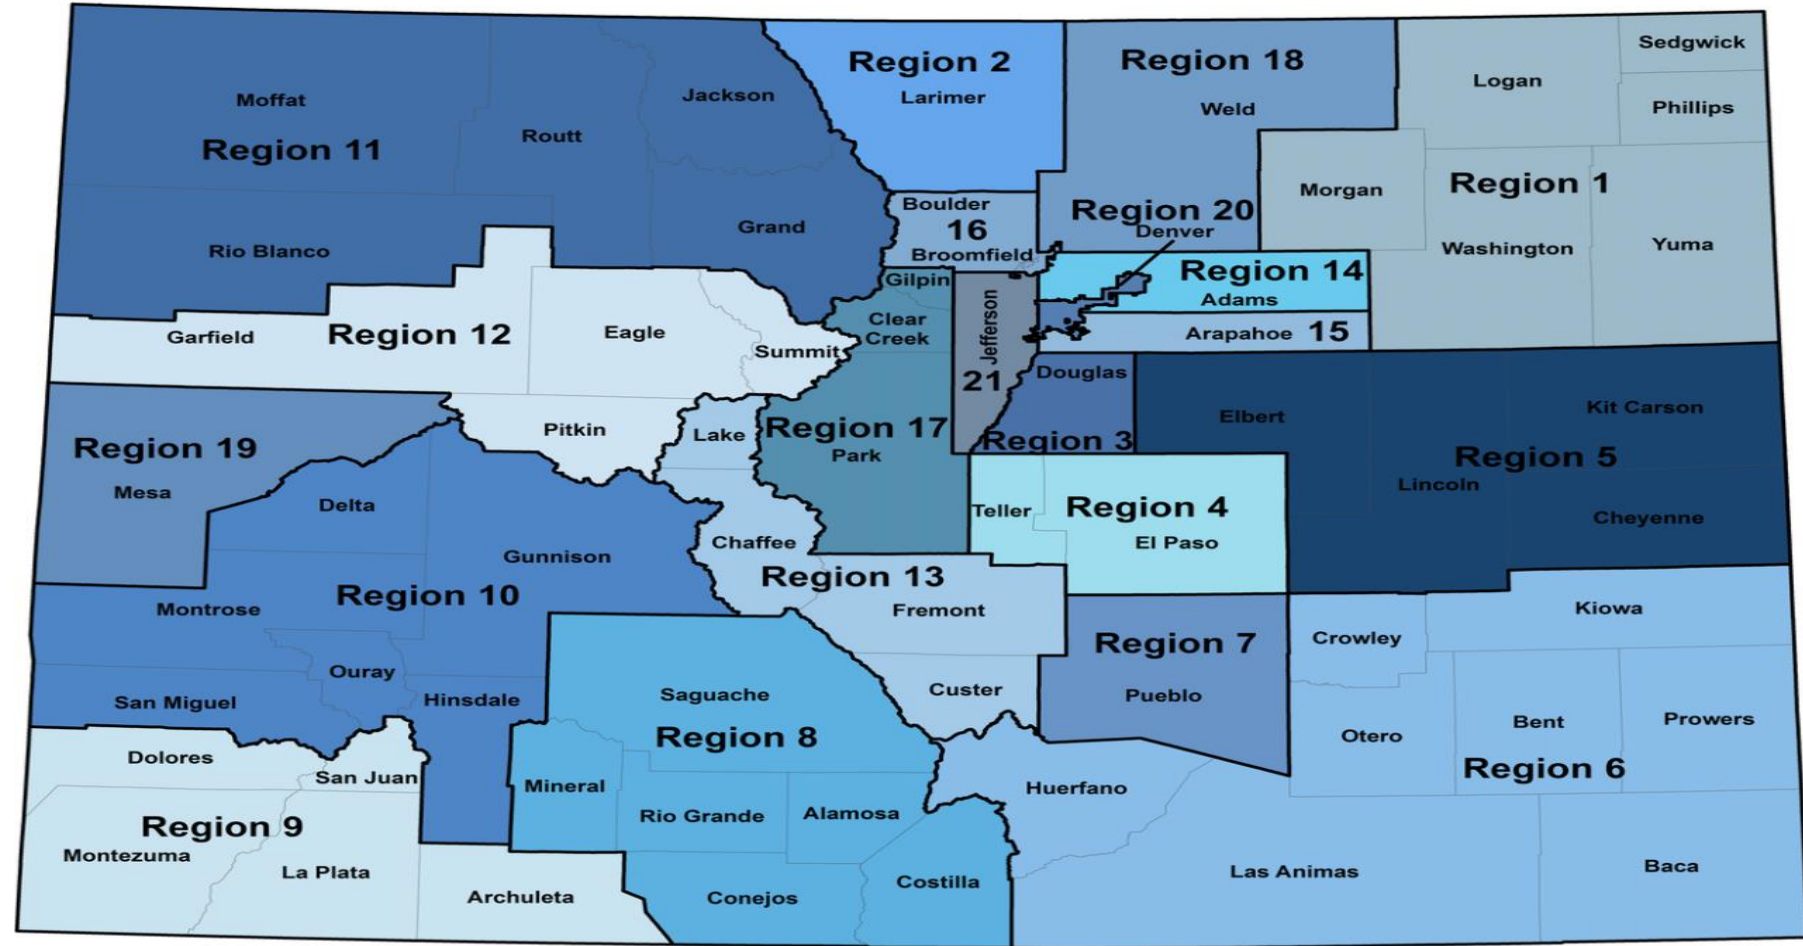 Moffat
Region 11
Routt
Jackson
Rio Blanco
Grand
Region 2
Larimer
Region 18
Weld
Logan
Sedgwick
Phillips
Morgan
Region 1
Washington
Yuma
Boulder
16
Broomfield
Region 20
Denver
Region 14
Adams
Arapahoe 15
Gilpin
Clear
Creek
Jefferson
21
Garfield
Region 12
Eagle
Summit
Pitkin
Lake
Region 17
Park
Douglas
Region 3
Elbert
Kit Carson
Region 5
Lincoln
Cheyenne
Region 19
Mesa
Delta
Gunnison
Region 10
Montrose
Ouray
San Miguel
Hinsdale
Chaffee
Region 13
Fremont
Custer
Teller
Region 4
El Paso
Region 7
Pueblo
Kiowa
Crowley
Otero
Bent
Prowers
Region 6
Huerfano
Las Animas
Baca
Saguache
Region 8
Mineral
Rio Grande
Alamosa
Conejos
Costilla
Dolores
San Juan
Region 9
Montezuma
La Plata
Archuleta